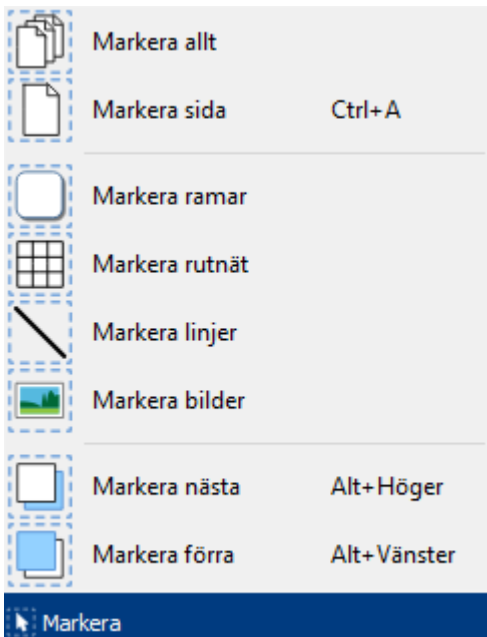 Markera allt
Markera sida Ctrl+A
Markera ramar
Markera rutnät
Markera linjer
Markera bilder
Markera nästa Alt+Höger
Markera förra Alt+Vänster
Markera